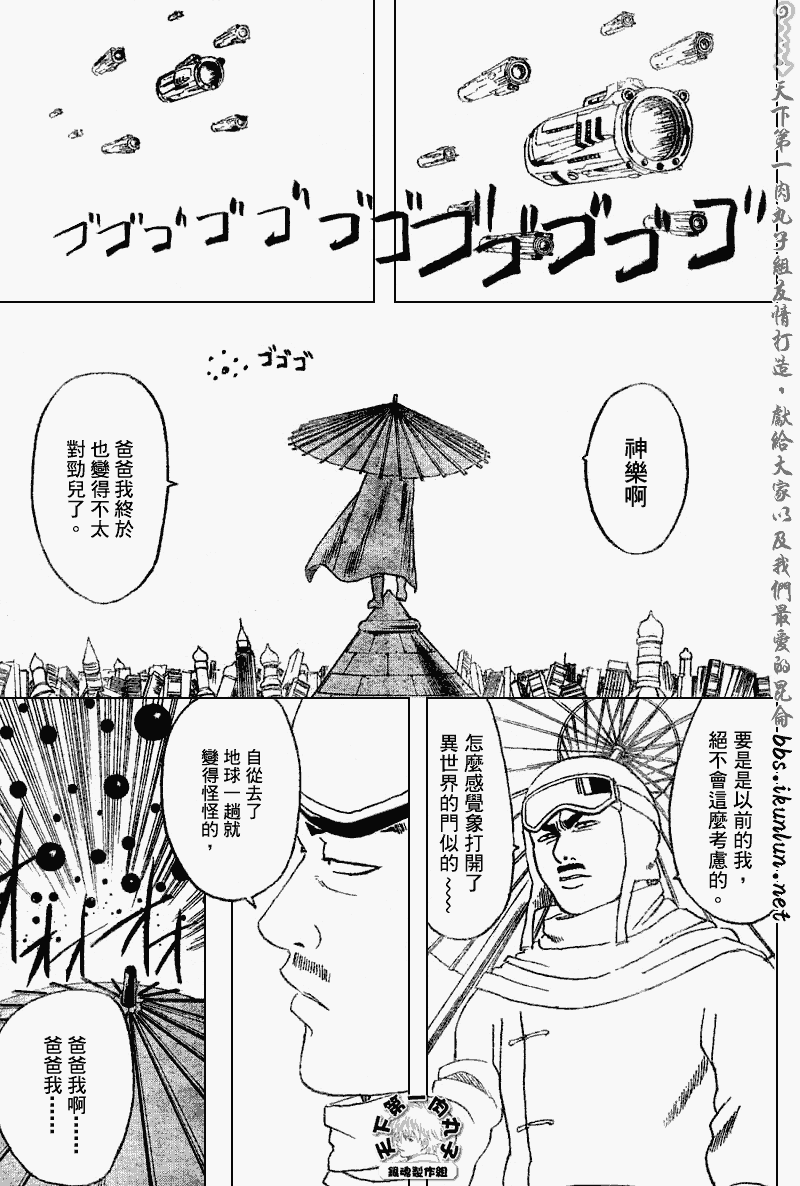 ゴゴゴゴゴゴゴゴゴゴゴゴ
ゴゴゴ
神樂啊
爸爸我終於
也變得不太
對勁兒了。
要是是以前的我,
絕不會這麼考慮的。
怎麼感覺象打開了
異世界的門似的~~~
自從去了
地球一趟就
變得怪怪的,
オオオオ
爸爸我啊……
爸爸我……
天下第一肉丸子組友情打造,獻給大家以及我們最愛的昆侖-bbs.ikunlun.net
天下第一肉丸子
銀魂製作組